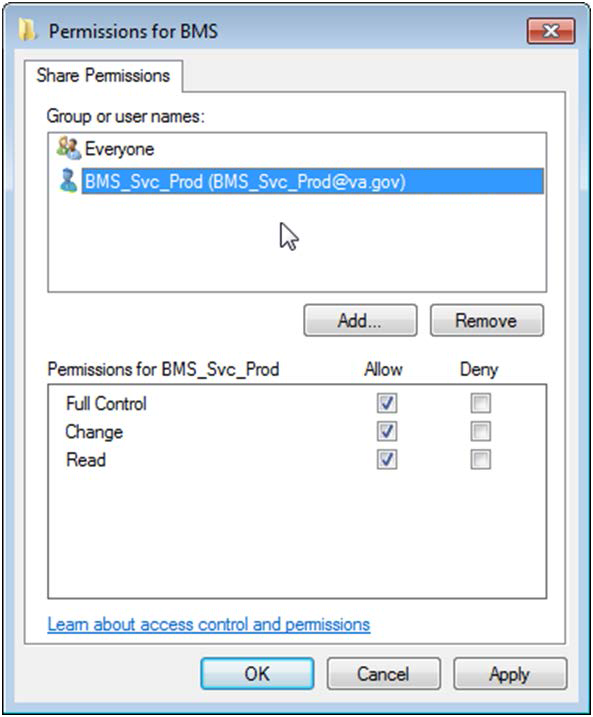 Permissions for BMS
Share Permissions
Group or user names:
Everyone
BMS_Svc_Prod (BMS_Svc_Prod@va.gov)
Add... Remove
Permissions for BMS_Svc_Prod Allow Deny
Full Control
Change
Read
Learn about access control and permissions
OK Cancel Apply